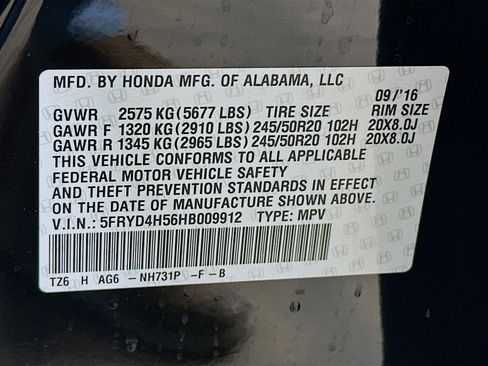 MFD. BY HONDA MFG. OF ALABAMA, LLC
09/'16
GVWR 2575 KG (5677 LBS) TIRE SIZE RIM SIZE
GAWR F 1320 KG (2910 LBS) 245/50R20 102H 20X8.0J
GAWR R 1345 KG (2965 LBS) 245/50R20 102H 20X8.0J
THIS VEHICLE CONFORMS TO ALL APPLICABLE
FEDERAL MOTOR VEHICLE SAFETY
AND THEFT PREVENTION STANDARDS IN EFFECT
ON THE DATE OF MANUFACTURE SHOWN ABOVE.
V.I.N.: 5FRYD4H56HB009912 TYPE: MPV
TZ6 H AG6 -NH731P -F -B